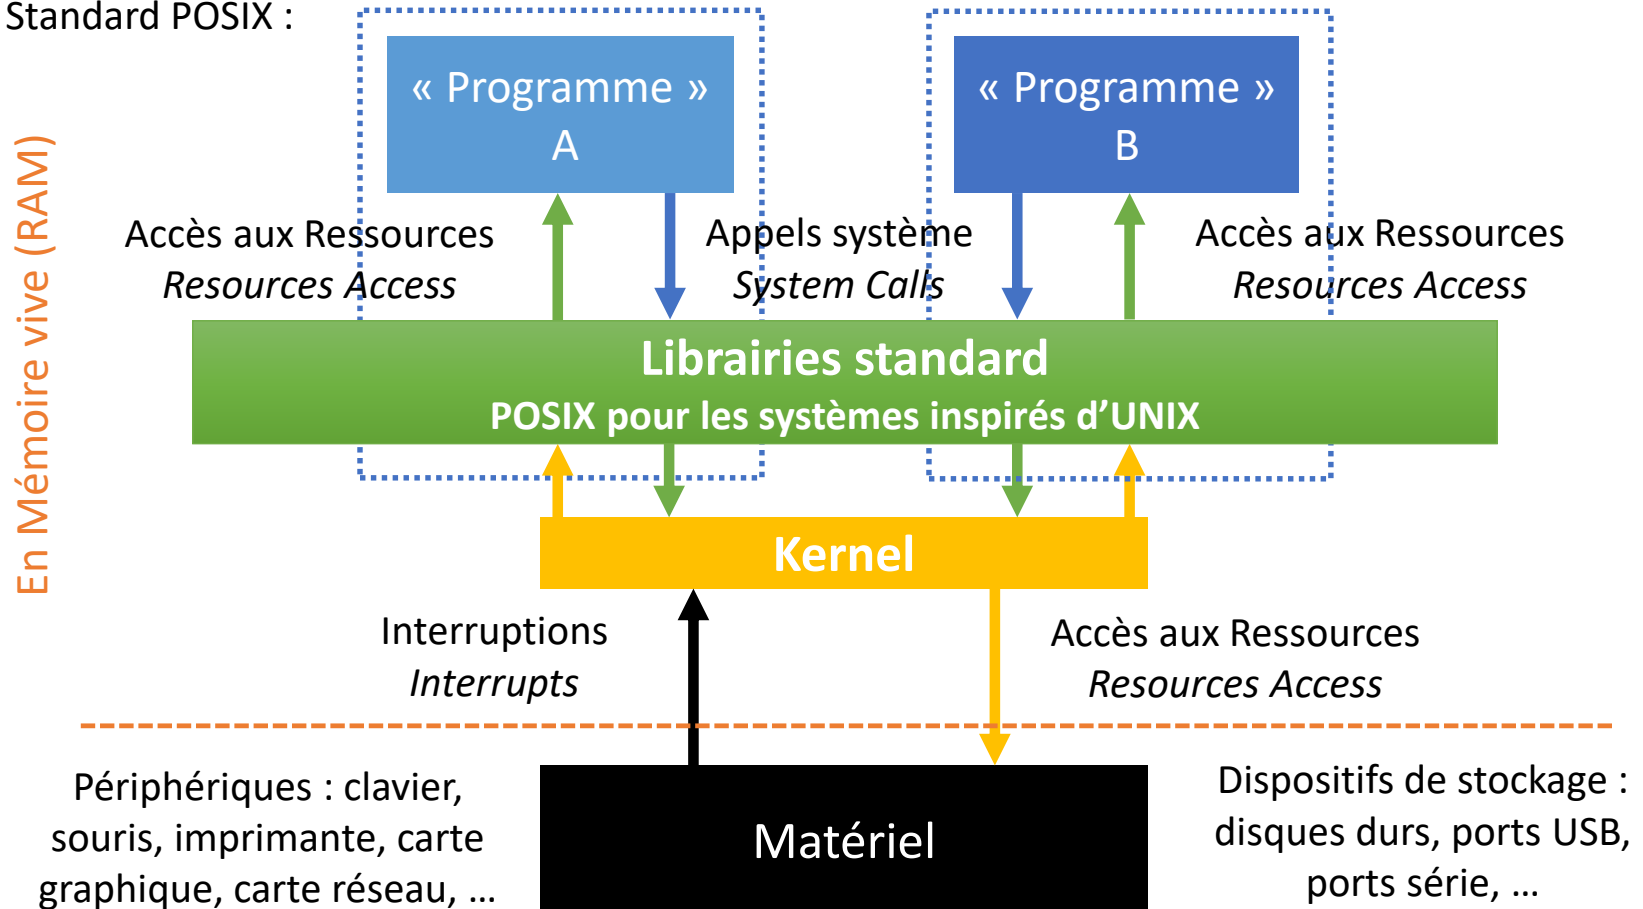 Standard POSIX :
« Programme »
A
« Programme »
B
En Mémoire vive (RAM)
Accès aux Ressources
Resources Access
Appels système
System Calls
Accès aux Ressources
Resources Access
Librairies standard
POSIX pour les systèmes inspirés d’UNIX
Kernel
Interruptions
Interrupts
Accès aux Ressources
Resources Access
Périphériques : clavier,
souris, imprimante, carte
graphique, carte réseau, ...
Matériel
Dispositifs de stockage :
disques durs, ports USB,
ports série, ...